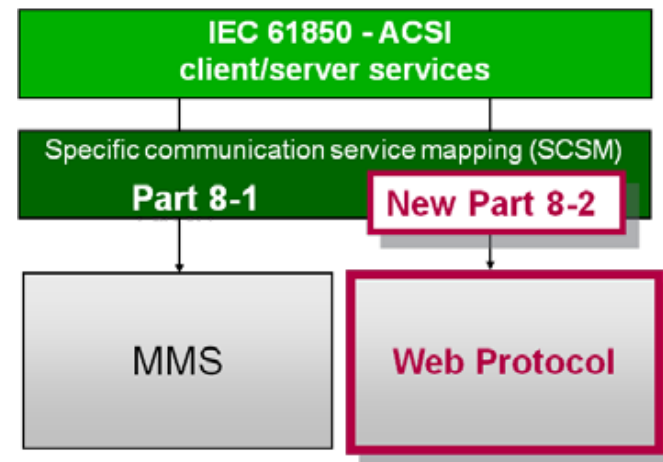 IEC 61850 - ACSI
client/server services
Specific communication service mapping (SCSM)
Part 8-1
New Part 8-2
MMS
Web Protocol